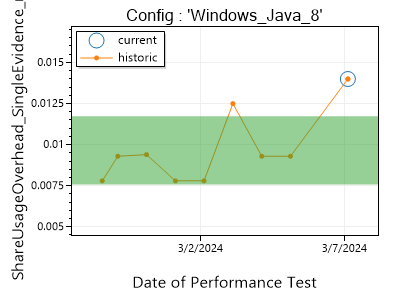 Config : 'Windows_Java_8'
ShareUsageOverhead_SingleEvidence_
current
historic
0.015
0.0125
0.01
0.0075
0.005
3/2/2024
3/7/2024
Date of Performance Test